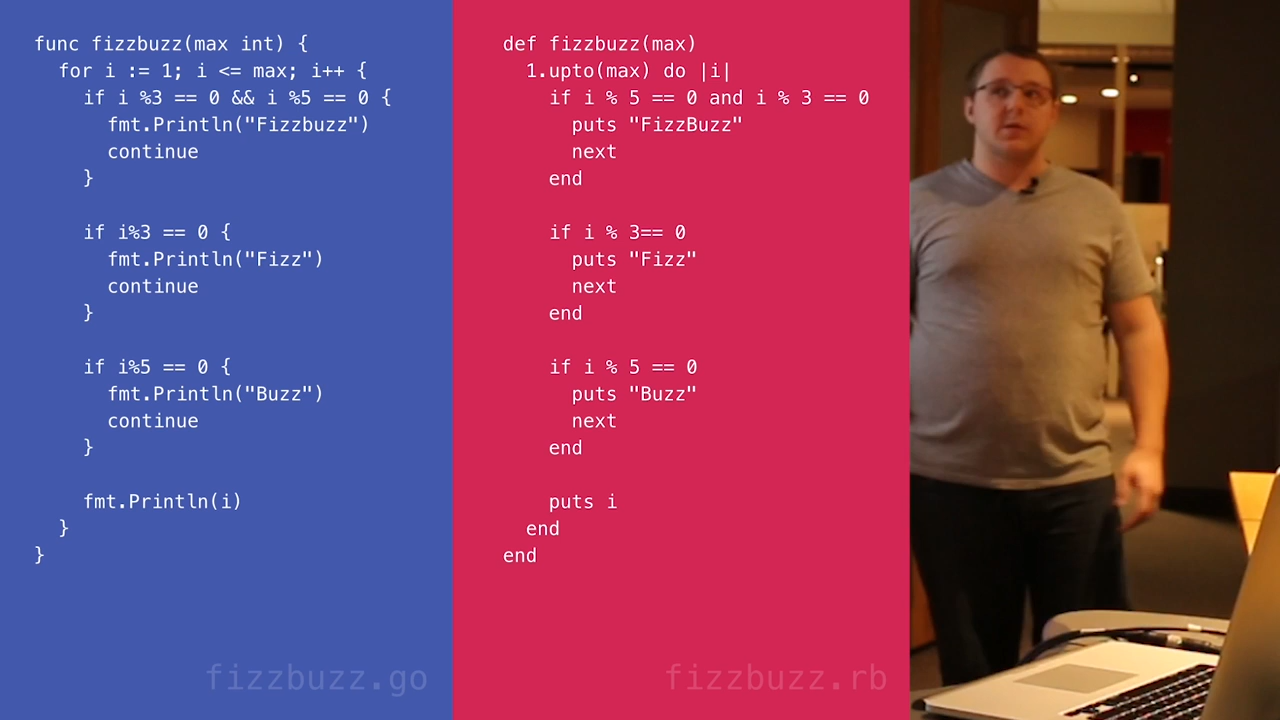 func fizzbuzz(max int) {
for i := 1; i <= max; i++ {
if i %3 == 0 && i %5 == 0 {
fmt.Println("Fizzbuzz")
continue
}
if i%3 == 0 {
fmt.Println("Fizz")
continue
}
if i%5 == 0 {
fmt.Println("Buzz")
continue
}
fmt.Println(i)
}
}
fizzbuzz.go
def fizzbuzz(max)
1.upto(max) do |i|
if i % 5 == 0 and i % 3 == 0
puts "FizzBuzz"
next
end
if i % 3== 0
puts "Fizz"
next
end
if i % 5 == 0
puts "Buzz"
next
end
puts i
end
end
fizzbuzz.rb